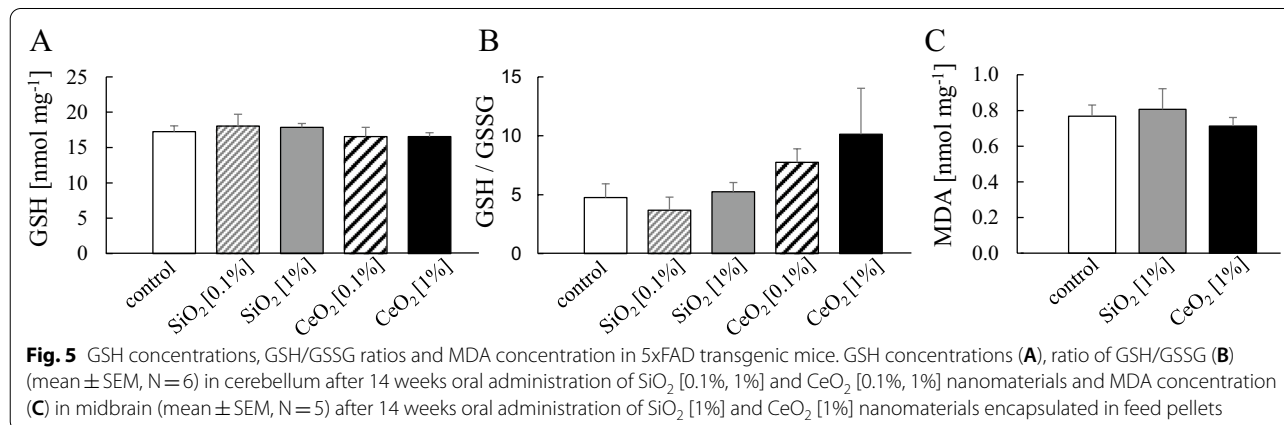 A
GSH [nmol mg⁻¹]
25
20
15
10
5
0
control
SiO₂ [0.1%]
SiO₂ [1%]
CeO₂ [0.1%]
CeO₂ [1%]
B
GSH / GSSG
15
10
5
0
control
SiO₂ [0.1%]
SiO₂ [1%]
CeO₂ [0.1%]
CeO₂ [1%]
C
MDA [nmol mg⁻¹]
1.0
0.8
0.6
0.4
0.2
0.0
control
SiO₂ [1%]
CeO₂ [1%]
Fig. 5 GSH concentrations, GSH/GSSG ratios and MDA concentration in 5xFAD transgenic mice. GSH concentrations (A), ratio of GSH/GSSG (B)
(mean ± SEM, N = 6) in cerebellum after 14 weeks oral administration of SiO₂ [0.1%, 1%] and CeO₂ [0.1%, 1%] nanomaterials and MDA concentration
(C) in midbrain (mean ± SEM, N = 5) after 14 weeks oral administration of SiO₂ [1%] and CeO₂ [1%] nanomaterials encapsulated in feed pellets